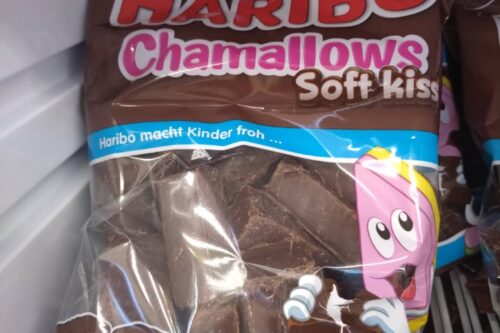 HARIBO
Chamallows
Soft kiss
Haribo macht Kinder froh ...